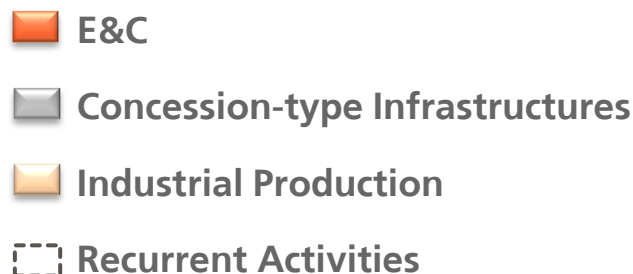 E&C
Concession-type Infrastructures
Industrial Production
Recurrent Activities